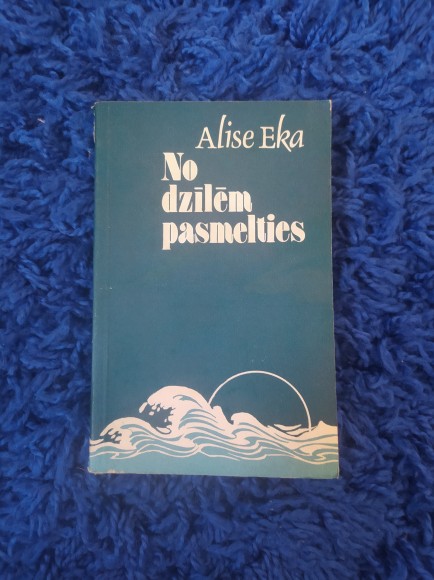 Alise Eka
No
dzīlēm
pasmelties